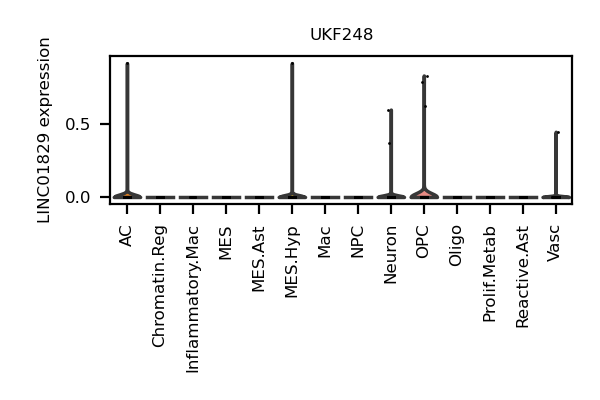 UKF248
LINC01829 expression
0.5
0.0
AC
Chromatin.Reg
Inflammatory.Mac
MES
MES.Ast
MES.Hyp
Mac
NPC
Neuron
OPC
Oligo
Prolif.Metab
Reactive.Ast
Vasc